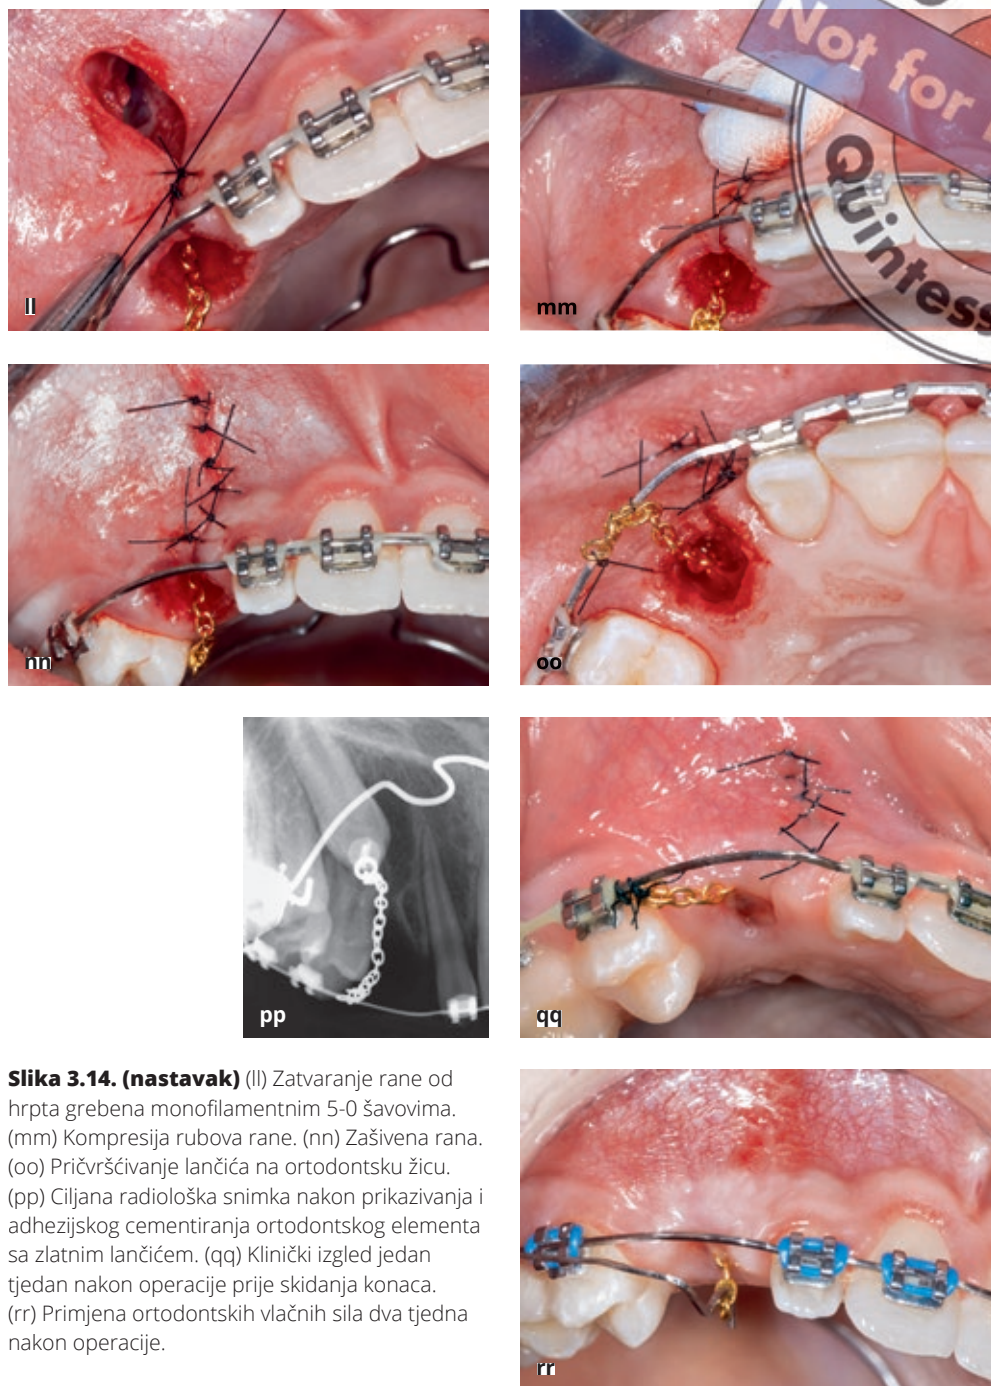 Not for
Quintess
ll
mm
nn
oo
pp
qq
Slika 3.14. (nastavak) (ll) Zatvaranje rane od
hrpta grebena monofilamentnim 5-0 šavovima.
(mm) Kompresija rubova rane. (nn) Zašivena rana.
(oo) Pričvršćivanje lančića na ortodontsku žicu.
(pp) Ciljana radiološka snimka nakon prikazivanja i
adhezijskog cementiranja ortodontskog elementa
sa zlatnim lančićem. (qq) Klinički izgled jedan
tjedan nakon operacije prije skidanja konaca.
(rr) Primjena ortodontskih vlačnih sila dva tjedna
nakon operacije.
rr